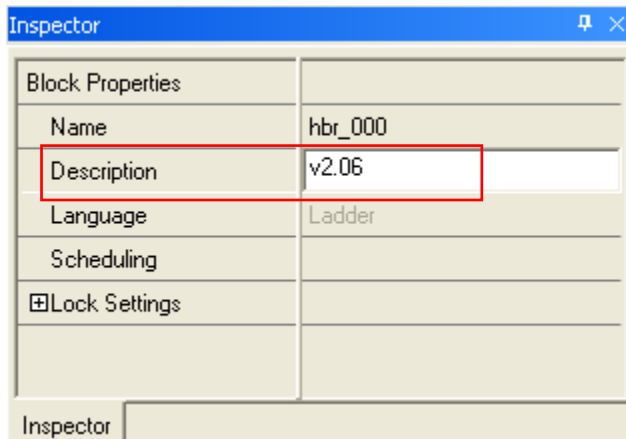 Inspector
Block Properties
Name hbr_000
Description v2.06
Language Ladder
Scheduling
Lock Settings
Inspector